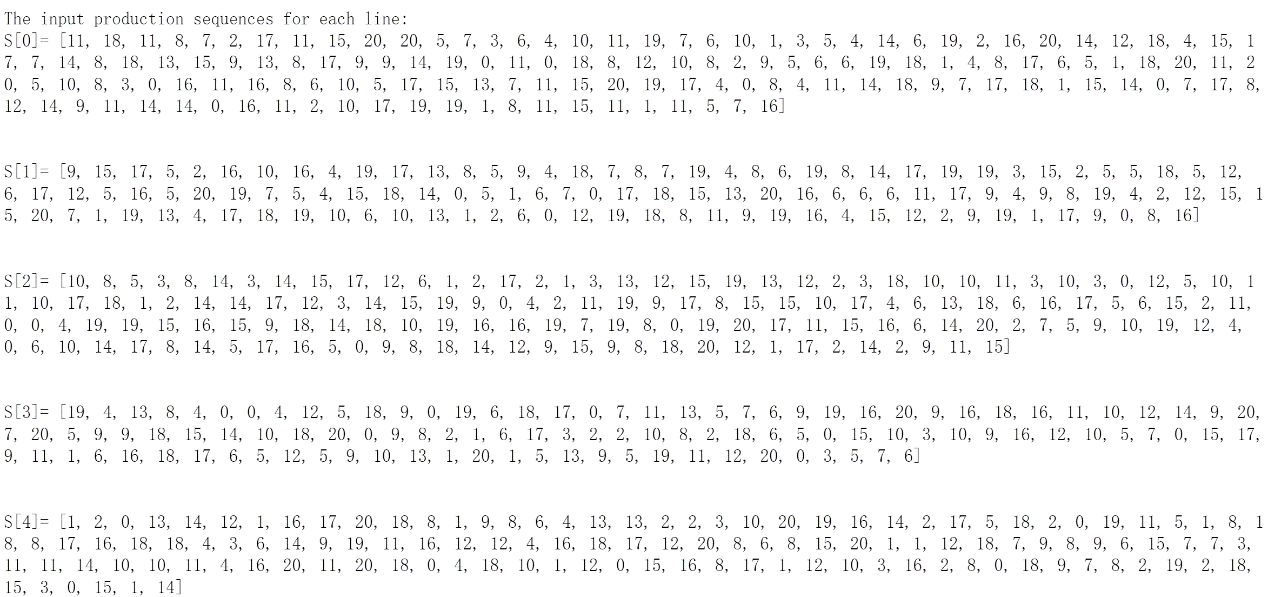 The input production sequences for each line:
S[0]= [11, 18, 11, 8, 7, 2, 17, 11, 15, 20, 20, 5, 7, 3, 6, 4, 10, 11, 19, 7, 6, 10, 1, 3, 5, 4, 14, 6, 19, 2, 16, 20, 14, 12, 18, 4, 15, 1
7, 7, 14, 8, 18, 13, 15, 9, 13, 8, 17, 9, 9, 14, 19, 0, 11, 0, 18, 8, 12, 10, 8, 2, 9, 5, 6, 6, 19, 18, 1, 4, 8, 17, 6, 5, 1, 18, 20, 11, 2
0, 5, 10, 8, 3, 0, 16, 11, 16, 8, 6, 10, 5, 17, 15, 13, 7, 11, 15, 20, 19, 17, 4, 0, 8, 4, 11, 14, 18, 9, 7, 17, 18, 1, 15, 14, 0, 7, 17, 8,
12, 14, 9, 11, 14, 14, 0, 16, 11, 2, 10, 17, 19, 19, 1, 8, 11, 15, 11, 1, 11, 5, 7, 16]
S[1]= [9, 15, 17, 5, 2, 16, 10, 16, 4, 19, 17, 13, 8, 5, 9, 4, 18, 7, 8, 7, 19, 4, 8, 6, 19, 8, 14, 17, 19, 19, 3, 15, 2, 5, 5, 18, 5, 12,
6, 17, 12, 5, 16, 5, 20, 19, 7, 5, 4, 15, 18, 14, 0, 5, 1, 6, 7, 0, 17, 18, 15, 13, 20, 16, 6, 6, 6, 11, 17, 9, 4, 9, 8, 19, 4, 2, 12, 15, 1
5, 20, 7, 1, 19, 13, 4, 17, 18, 19, 10, 6, 10, 13, 1, 2, 6, 0, 12, 19, 18, 8, 11, 9, 19, 16, 4, 15, 12, 2, 9, 19, 1, 17, 9, 0, 8, 16]
S[2]= [10, 8, 5, 3, 8, 14, 3, 14, 15, 17, 12, 6, 1, 2, 17, 2, 1, 3, 13, 12, 15, 19, 13, 12, 2, 3, 18, 10, 10, 11, 3, 10, 3, 0, 12, 5, 10, 1
1, 10, 17, 18, 1, 2, 14, 14, 17, 12, 3, 14, 15, 19, 9, 0, 4, 2, 11, 19, 9, 17, 8, 15, 15, 10, 17, 4, 6, 13, 18, 6, 16, 17, 5, 6, 15, 2, 11,
0, 0, 4, 19, 19, 15, 16, 15, 9, 18, 14, 18, 10, 19, 16, 16, 19, 7, 19, 8, 0, 19, 20, 17, 11, 15, 16, 6, 14, 20, 2, 7, 5, 9, 10, 19, 12, 4,
0, 6, 10, 14, 17, 8, 14, 5, 17, 16, 5, 0, 9, 8, 18, 14, 12, 9, 15, 9, 8, 18, 20, 12, 1, 17, 2, 14, 2, 9, 11, 15]
S[3]= [19, 4, 13, 8, 4, 0, 0, 4, 12, 5, 18, 9, 0, 19, 6, 18, 17, 0, 7, 11, 13, 5, 7, 6, 9, 19, 16, 20, 9, 16, 18, 16, 11, 10, 12, 14, 9, 20,
7, 20, 5, 9, 9, 18, 15, 14, 10, 18, 20, 0, 9, 8, 2, 1, 6, 17, 3, 2, 2, 10, 8, 2, 18, 6, 5, 0, 15, 10, 3, 10, 9, 16, 12, 10, 5, 7, 0, 15, 17,
9, 11, 1, 6, 16, 18, 17, 6, 5, 12, 5, 9, 10, 13, 1, 20, 1, 5, 13, 9, 5, 19, 11, 12, 20, 0, 3, 5, 7, 6]
S[4]= [1, 2, 0, 13, 14, 12, 1, 16, 17, 20, 18, 8, 1, 9, 8, 6, 4, 13, 13, 2, 2, 3, 10, 20, 19, 16, 14, 2, 17, 5, 18, 2, 0, 19, 11, 5, 1, 8, 1
8, 8, 17, 16, 18, 18, 4, 3, 6, 14, 9, 19, 11, 16, 12, 12, 4, 16, 18, 17, 12, 20, 8, 6, 8, 15, 20, 1, 1, 12, 18, 7, 9, 8, 9, 6, 15, 7, 7, 3,
11, 11, 14, 10, 10, 11, 4, 16, 20, 11, 20, 18, 0, 4, 18, 10, 1, 12, 0, 15, 16, 8, 17, 1, 12, 10, 3, 16, 2, 8, 0, 18, 9, 7, 8, 2, 19, 2, 18,
15, 3, 0, 15, 1, 14]